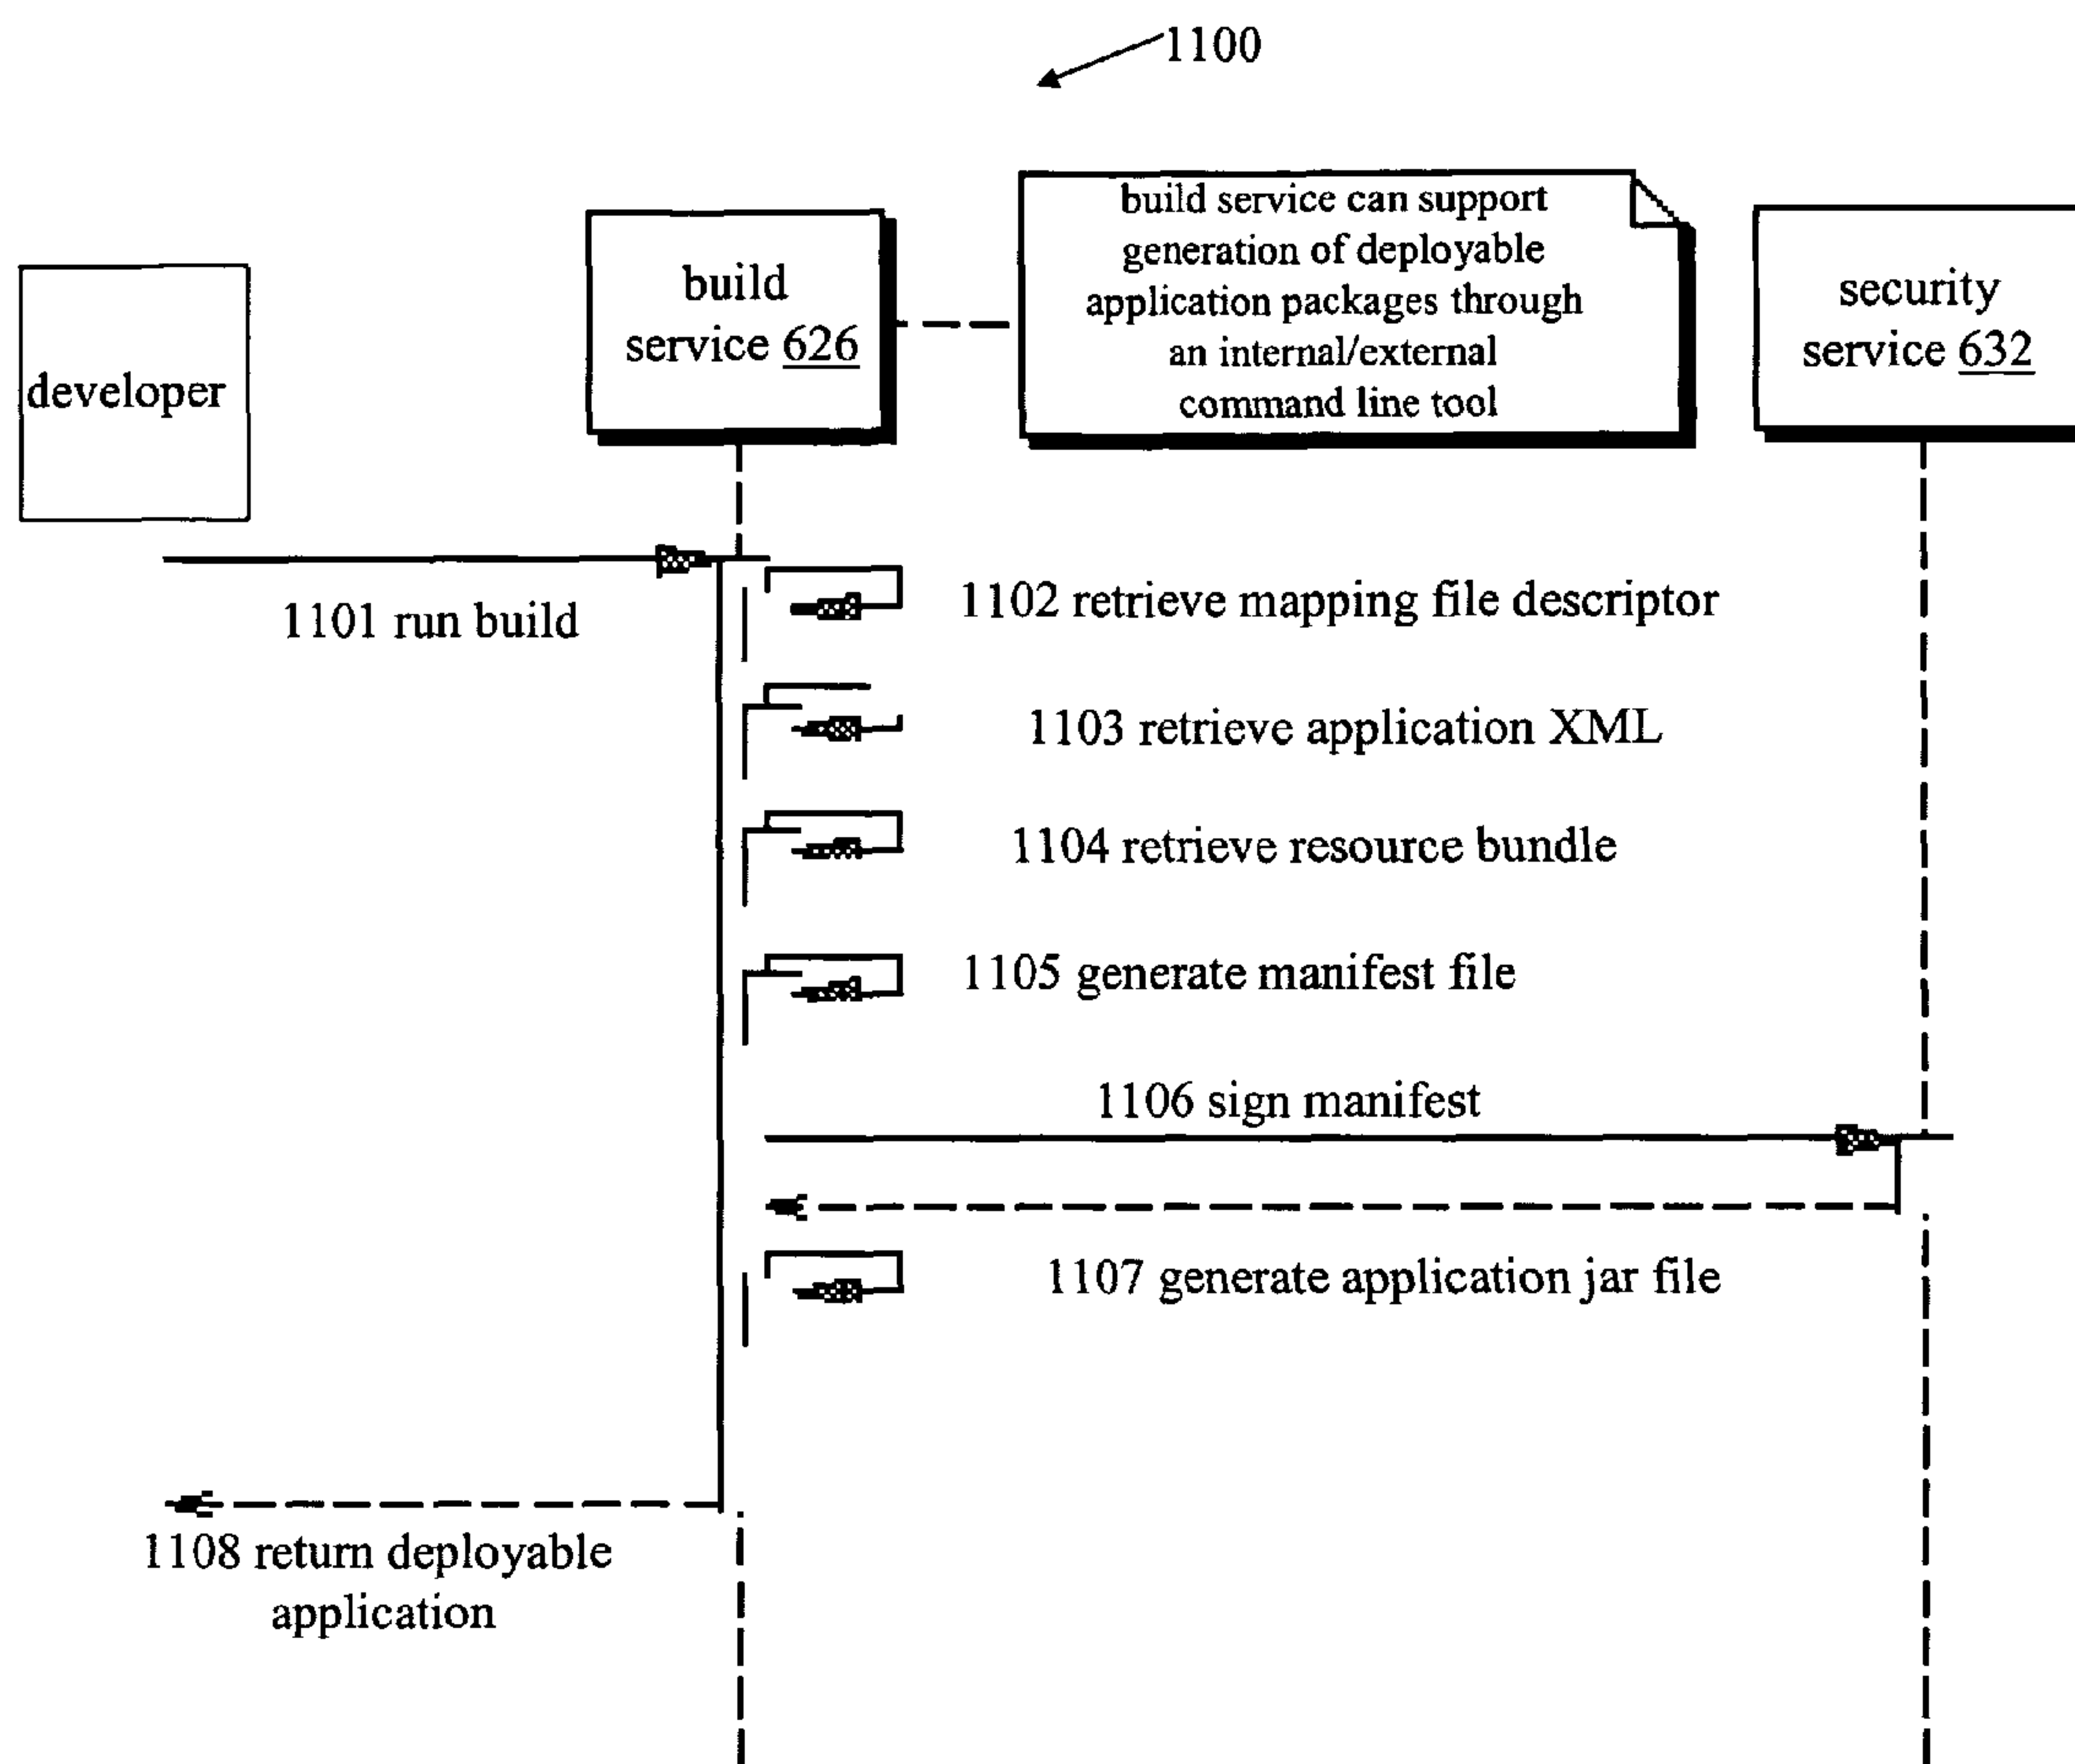 1100
build service can support
generation of deployable
application packages through
an internal/external
command line tool
build
service 626
security
service 632
developer
1101 run build
1102 retrieve mapping file descriptor
1103 retrieve application XML
1104 retrieve resource bundle
1105 generate manifest file
1106 sign manifest
1107 generate application jar file
1108 return deployable
application